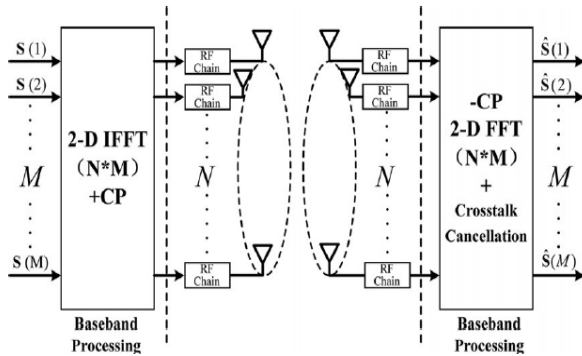 S(1)
S(2)
M
S(M)
2-D IFFT
(N*M)
+CP
Baseband
Processing
RF
Chain
RF
Chain
N
RF
Chain
RF
Chain
RF
Chain
N
RF
Chain
-CP
2-D FFT
(N*M)
+
Crosstalk
Cancellation
Baseband
Processing
Ŝ(1)
Ŝ(2)
M
Ŝ(M)